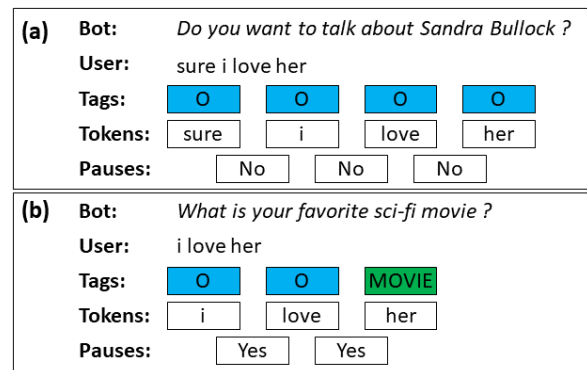 (a) Bot: Do you want to talk about Sandra Bullock ?
User: sure i love her
Tags: O O O O
Tokens: sure i love her
Pauses: No No No
(b) Bot: What is your favorite sci-fi movie ?
User: i love her
Tags: O O MOVIE
Tokens: i love her
Pauses: Yes Yes